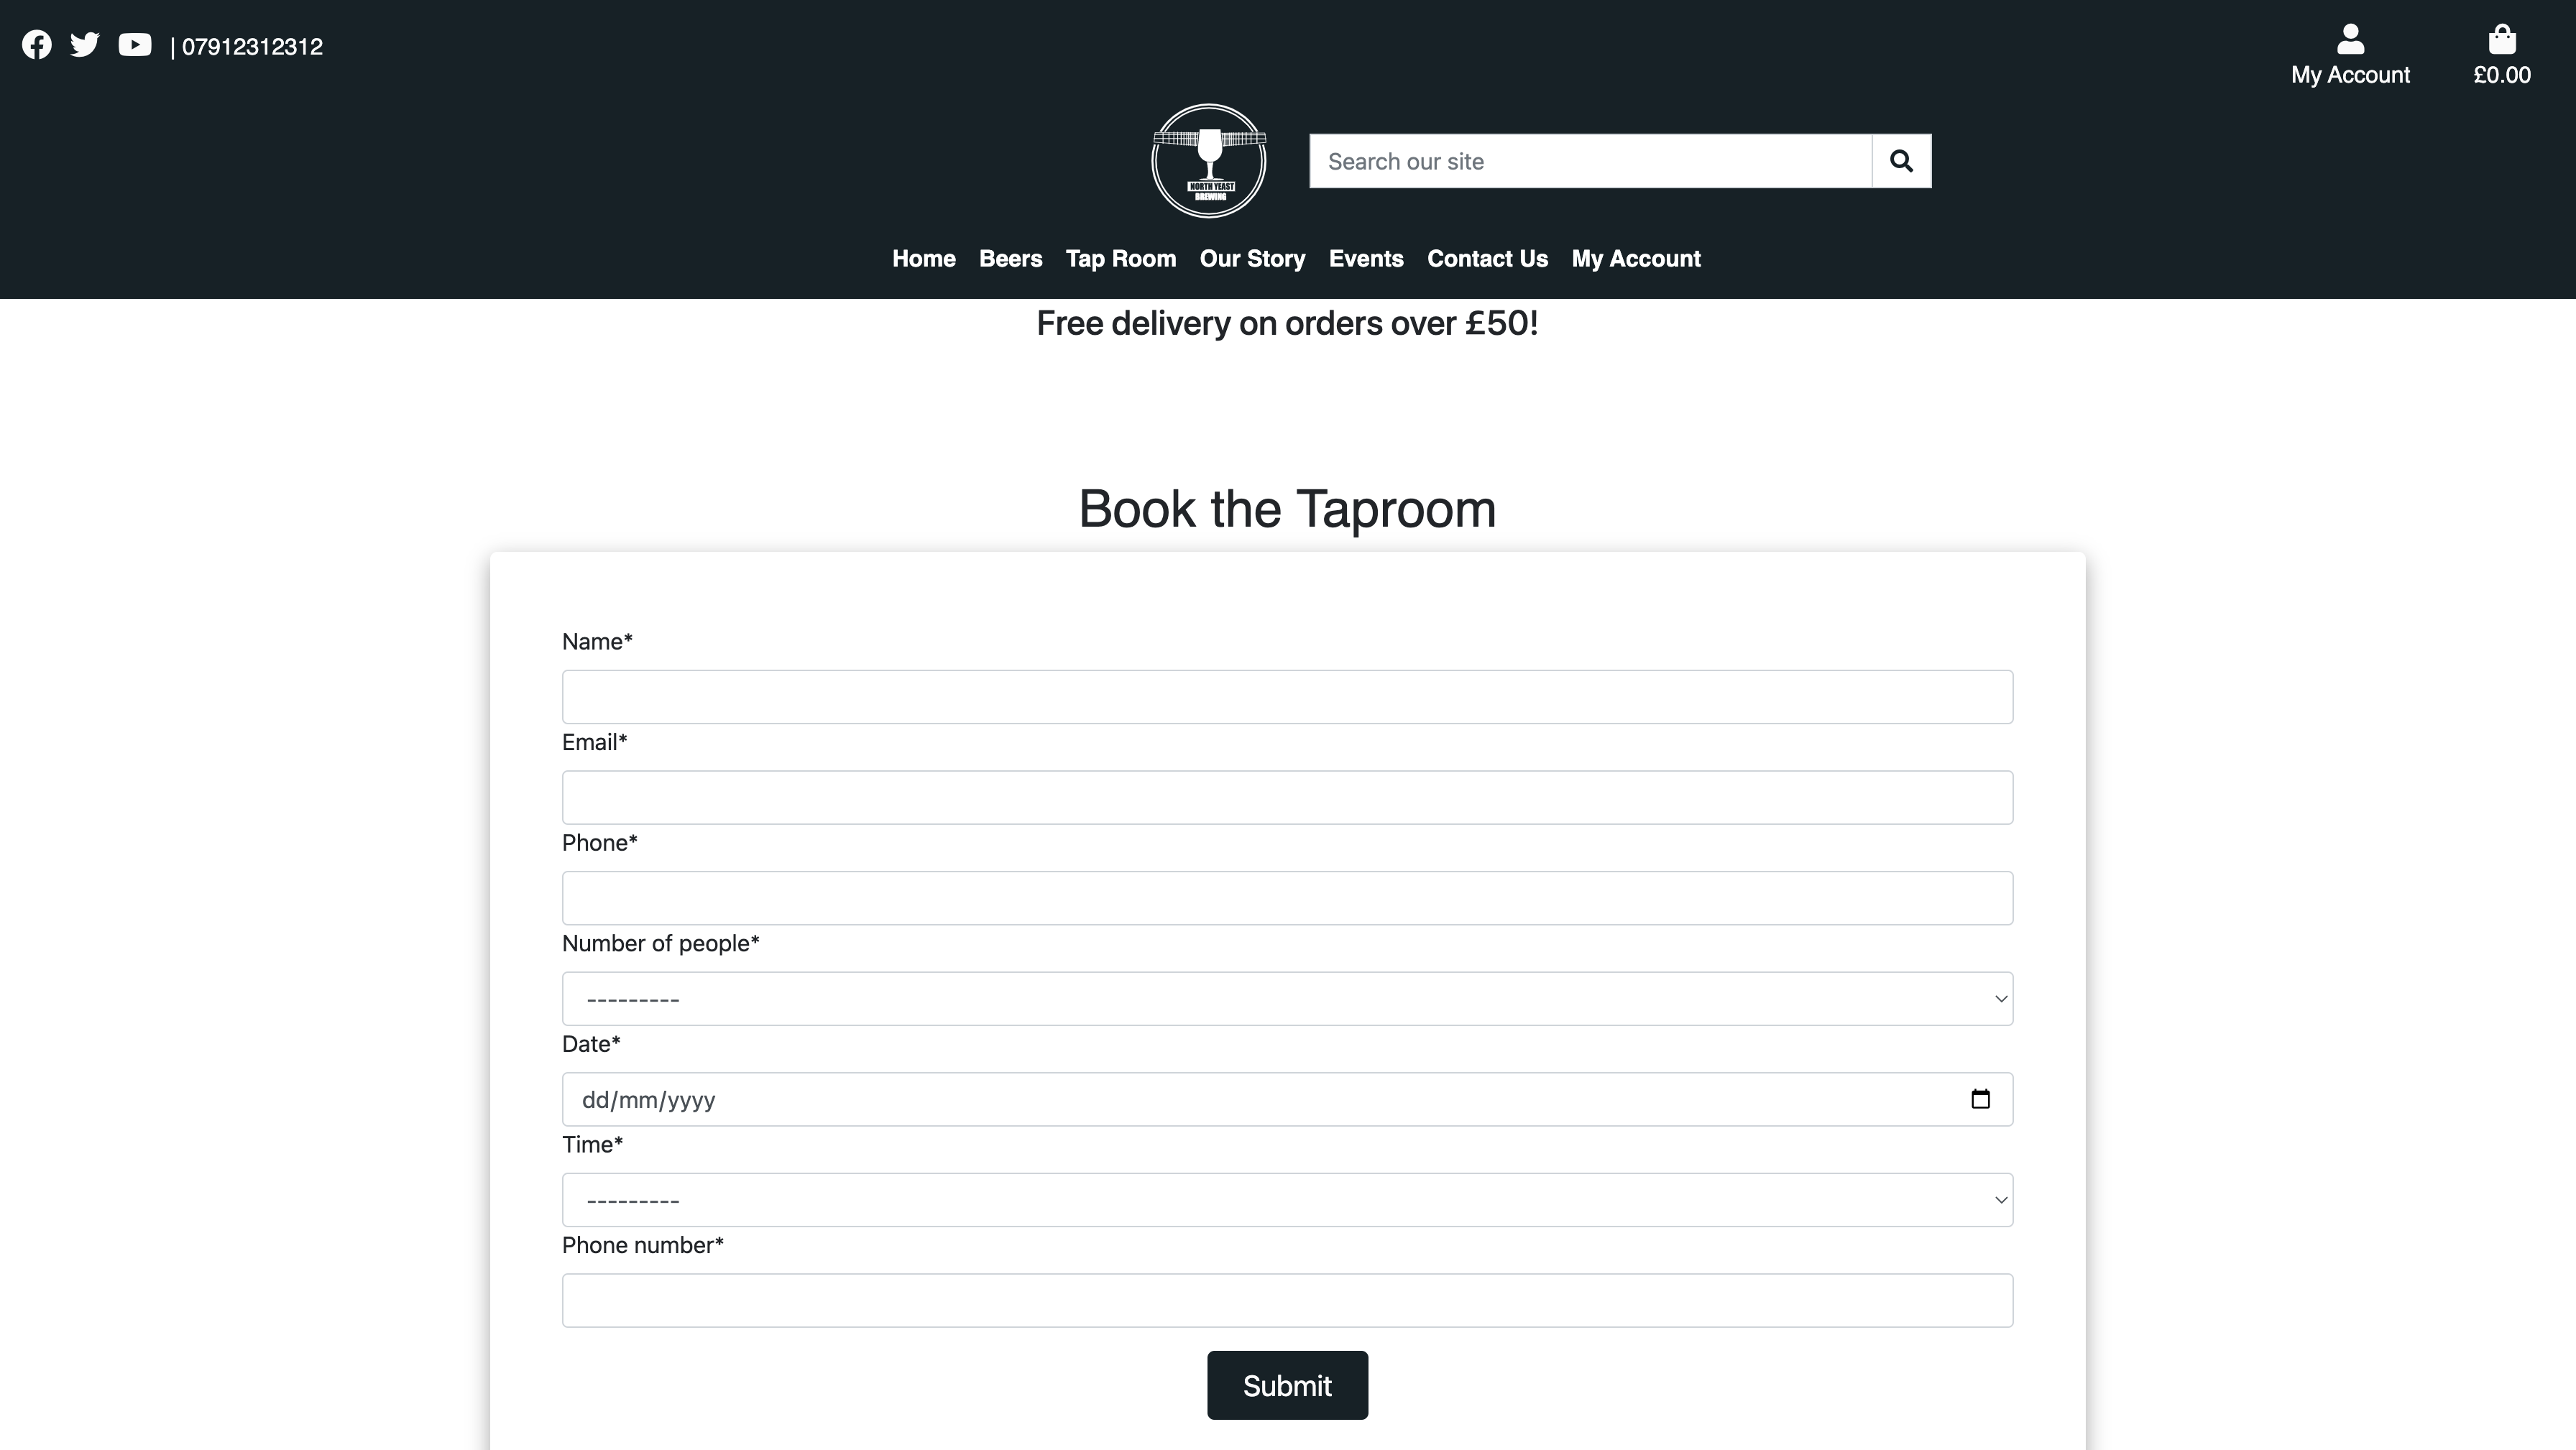 | 07912312312
My Account
£0.00
NORTH YEAST
BREWING
Search our site
Home Beers Tap Room Our Story Events Contact Us My Account
Free delivery on orders over £50!
Book the Taproom
Name*
Email*
Phone*
Number of people*
---------
Date*
dd/mm/yyyy
Time*
---------
Phone number*
Submit